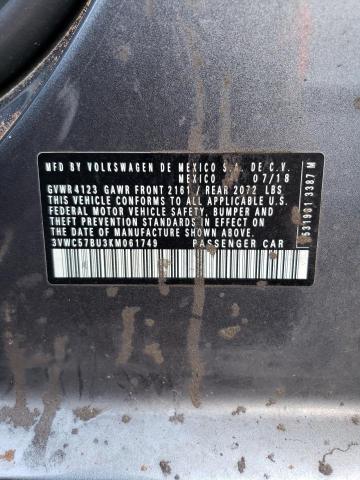 MFD BY VOLKSWAGEN DE MEXICO S.A. DE C.V.
MEXICO 07/18
GVWR 4123 GAWR FRONT 2161 / REAR 2072 LBS
THIS VEHICLE CONFORMS TO ALL APPLICABLE U.S.
FEDERAL MOTOR VEHICLE SAFETY, BUMPER AND
THEFT PREVENTION STANDARDS IN EFFECT ON
THE DATE OF MANUFACTURE SHOWN ABOVE.
3VWC57BU3KM061749 PASSENGER CAR
531901 3387 M